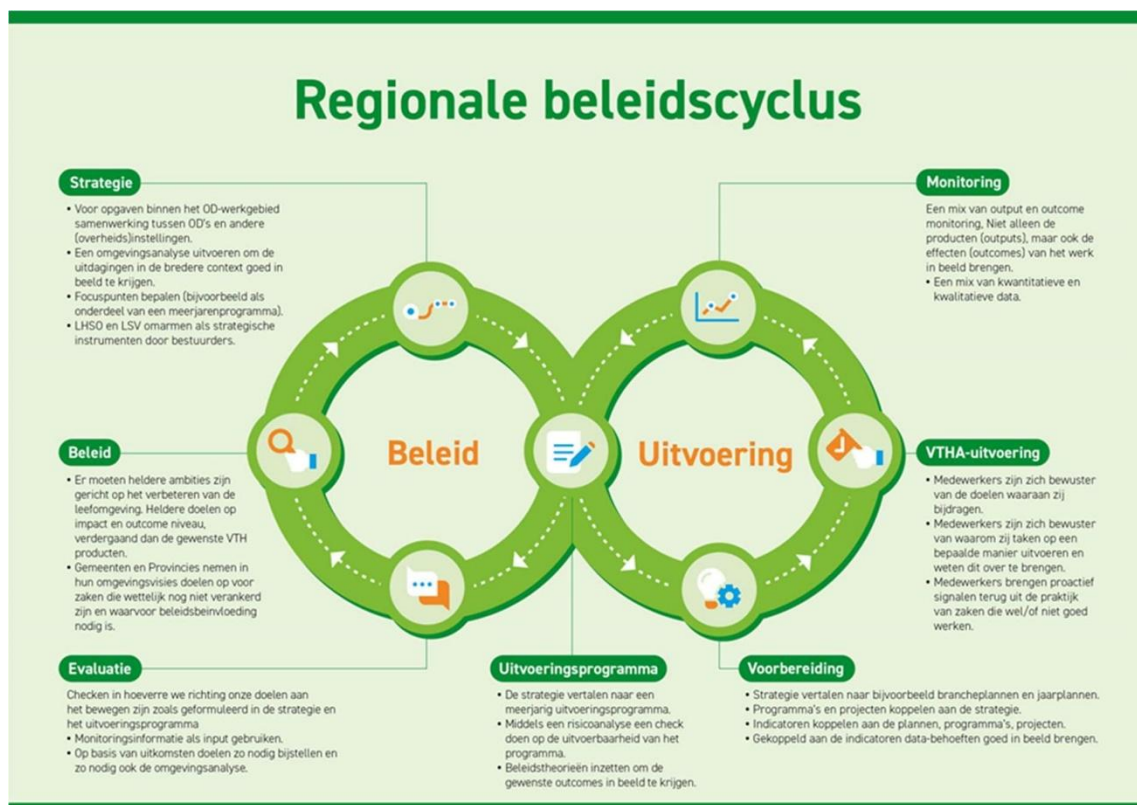 Regionale beleidscyclus
Strategie
• Voor opgaven binnen het OD-werkgebied
samenwerking tussen OD's en andere
(overheids)instellingen.
• Een omgevingsanalyse uitvoeren om de
uitdagingen in de bredere context goed in
beeld te krijgen.
• Focuspunten bepalen (bijvoorbeeld als
onderdeel van een meerjarenprogramma).
• LHSO en LSV omarmen als strategische
instrumenten door bestuurders.
Monitoring
Een mix van output en outcome
monitoring, Niet alleen de
producten (outputs), maar ook de
effecten (outcomes) van het werk
in beeld brengen.
• Een mix van kwantitatieve en
kwalitatieve data.
Beleid
Uitvoering
Beleid
• Er moeten heldere ambities zijn
gericht op het verbeteren van de
leefomgeving. Heldere doelen op
impact en outcome niveau,
verdergaand dan de gewenste VTH
producten.
• Gemeenten en Provincies nemen in
hun omgevingsvisies doelen op voor
zaken die wettelijk nog niet verankerd
zijn en waarvoor beleidsbeinvloeding
nodig is.
VTHA-uitvoering
• Medewerkers zijn zich bewuster
van de doelen waaraan zij
bijdragen.
• Medewerkers zijn zich bewuster
van waarom zij taken op een
bepaalde manier uitvoeren en
weten dit over te brengen.
• Medewerkers brengen proactief
signalen terug uit de praktijk
van zaken die wel/of niet goed
werken.
Evaluatie
Checken in hoeverre we richting onze doelen aan
het bewegen zijn zoals geformuleerd in de strategie en
het uitvoeringsprogramma
• Monitoringsinformatie als input gebruiken.
• Op basis van uitkomsten doelen zo nodig bijstellen en
zo nodig ook de omgevingsanalyse.
Uitvoeringsprogramma
• De strategie vertalen naar een
meerjarig uitvoeringsprogramma.
• Middels een risicoanalyse een check
doen op de uitvoerbaarheid van het
programma.
• Beleidstheorieën inzetten om de
gewenste outcomes in beeld te krijgen.
Voorbereiding
• Strategie vertalen naar bijvoorbeeld brancheplannen en jaarplannen.
• Programma's en projecten koppelen aan de strategie.
• Indicatoren koppelen aan de plannen, programma's, projecten.
• Gekoppeld aan de indicatoren data-behoeften goed in beeld brengen.